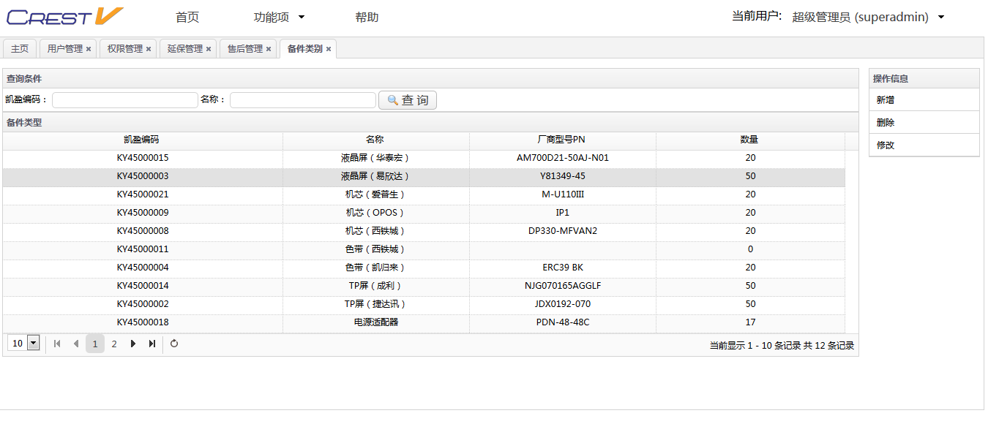 CREST V 首页 功能项 帮助 当前用户: 超级管理员 (superadmin)
主页 用户管理 × 权限管理 × 延保管理 × 售后管理 × 备件类别 ×
查询条件
凯盈编码： 名称： 查 询
备件类型
凯盈编码 名称 厂商型号PN 数量
KY45000015 液晶屏（华泰宏） AM700D21-50AJ-N01 20
KY45000003 液晶屏（易欣达） Y81349-45 50
KY45000021 机芯（爱普生） M-U110III 20
KY45000009 机芯（OPOS） IP1 20
KY45000008 机芯（西铁城） DP330-MFVAN2 20
KY45000011 色带（西铁城） 0
KY45000004 色带（凯归来） ERC39 BK 20
KY45000014 TP屏（成利） NJG070165AGGLF 50
KY45000002 TP屏（捷达讯） JDX0192-070 50
KY45000018 电源适配器 PDN-48-48C 17
10 1 2 当前显示 1 - 10 条记录 共 12 条记录
操作信息
新增
删除
修改